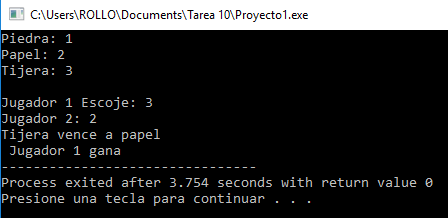 C:\Users\ROLLO\Documents\Tarea 10\Proyecto1.exe
Piedra: 1
Papel: 2
Tijera: 3
Jugador 1 Escoje: 3
Jugador 2: 2
Tijera vence a papel
 Jugador 1 gana
--------------------------------
Process exited after 3.754 seconds with return value 0
Presione una tecla para continuar . . .